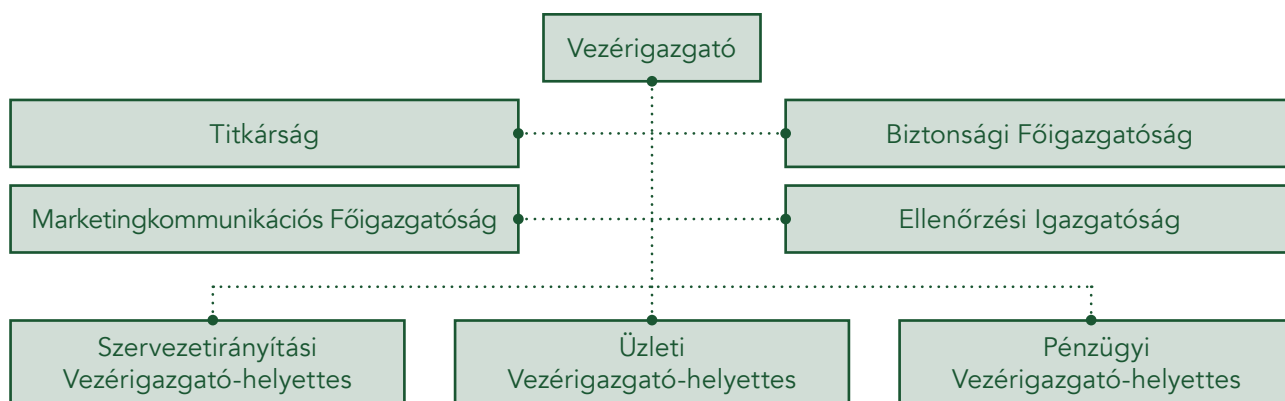 Vezérigazgató
Titkárság
Biztonsági Főigazgatóság
Marketingkommunikációs Főigazgatóság
Ellenőrzési Igazgatóság
Szervezetirányítási
Vezérigazgató-helyettes
Üzleti
Vezérigazgató-helyettes
Pénzügyi
Vezérigazgató-helyettes